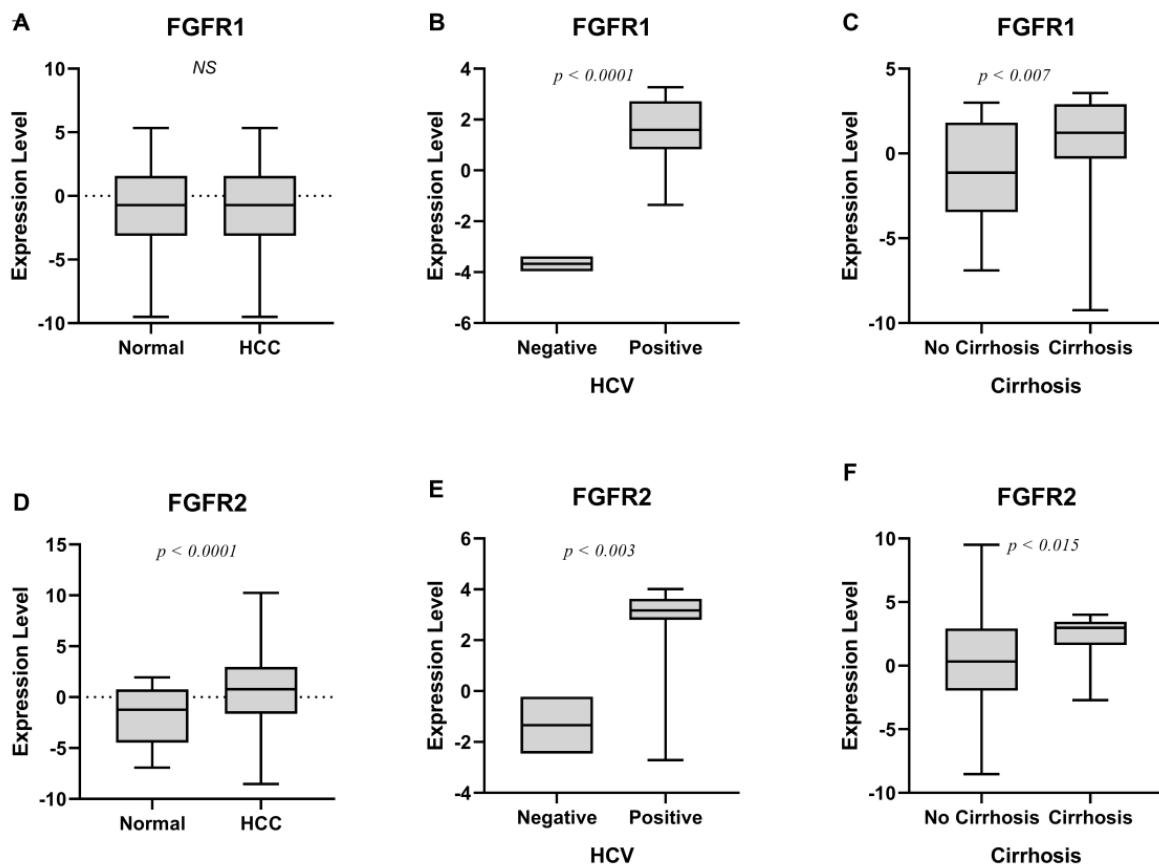 A
FGFR1
NS
Expression Level
10
5
0
-5
-10
Normal HCC
B
FGFR1
p < 0.0001
Expression Level
4
2
0
-2
-4
-6
Negative Positive
HCV
C
FGFR1
p < 0.007
Expression Level
5
0
-5
-10
No Cirrhosis Cirrhosis
Cirrhosis
D
FGFR2
p < 0.0001
Expression Level
15
10
5
0
-5
-10
Normal HCC
E
FGFR2
p < 0.003
Expression Level
6
4
2
0
-2
-4
Negative Positive
HCV
F
FGFR2
p < 0.015
Expression Level
10
5
0
-5
-10
No Cirrhosis Cirrhosis
Cirrhosis